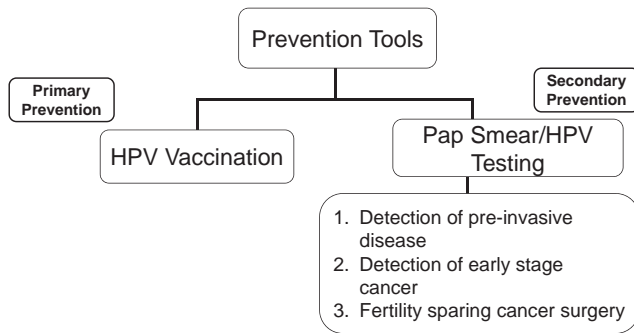 Prevention Tools
Primary
Prevention
Secondary
Prevention
HPV Vaccination
Pap Smear/HPV
Testing
1. Detection of pre-invasive
disease
2. Detection of early stage
cancer
3. Fertility sparing cancer surgery